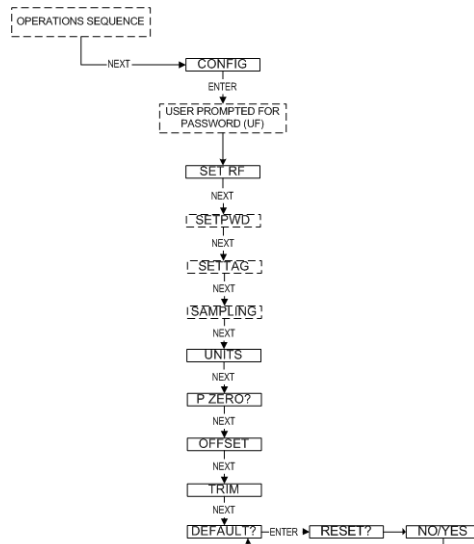 OPERATIONS SEQUENCE
NEXT
CONFIG
ENTER
USER PROMPTED FOR
PASSWORD (UF)
SET RF
NEXT
SETPWD
NEXT
SETTAG
NEXT
SAMPLING
NEXT
UNITS
NEXT
P ZERO?
NEXT
OFFSET
NEXT
TRIM
NEXT
DEFAULT? ENTER RESET? NO/YES